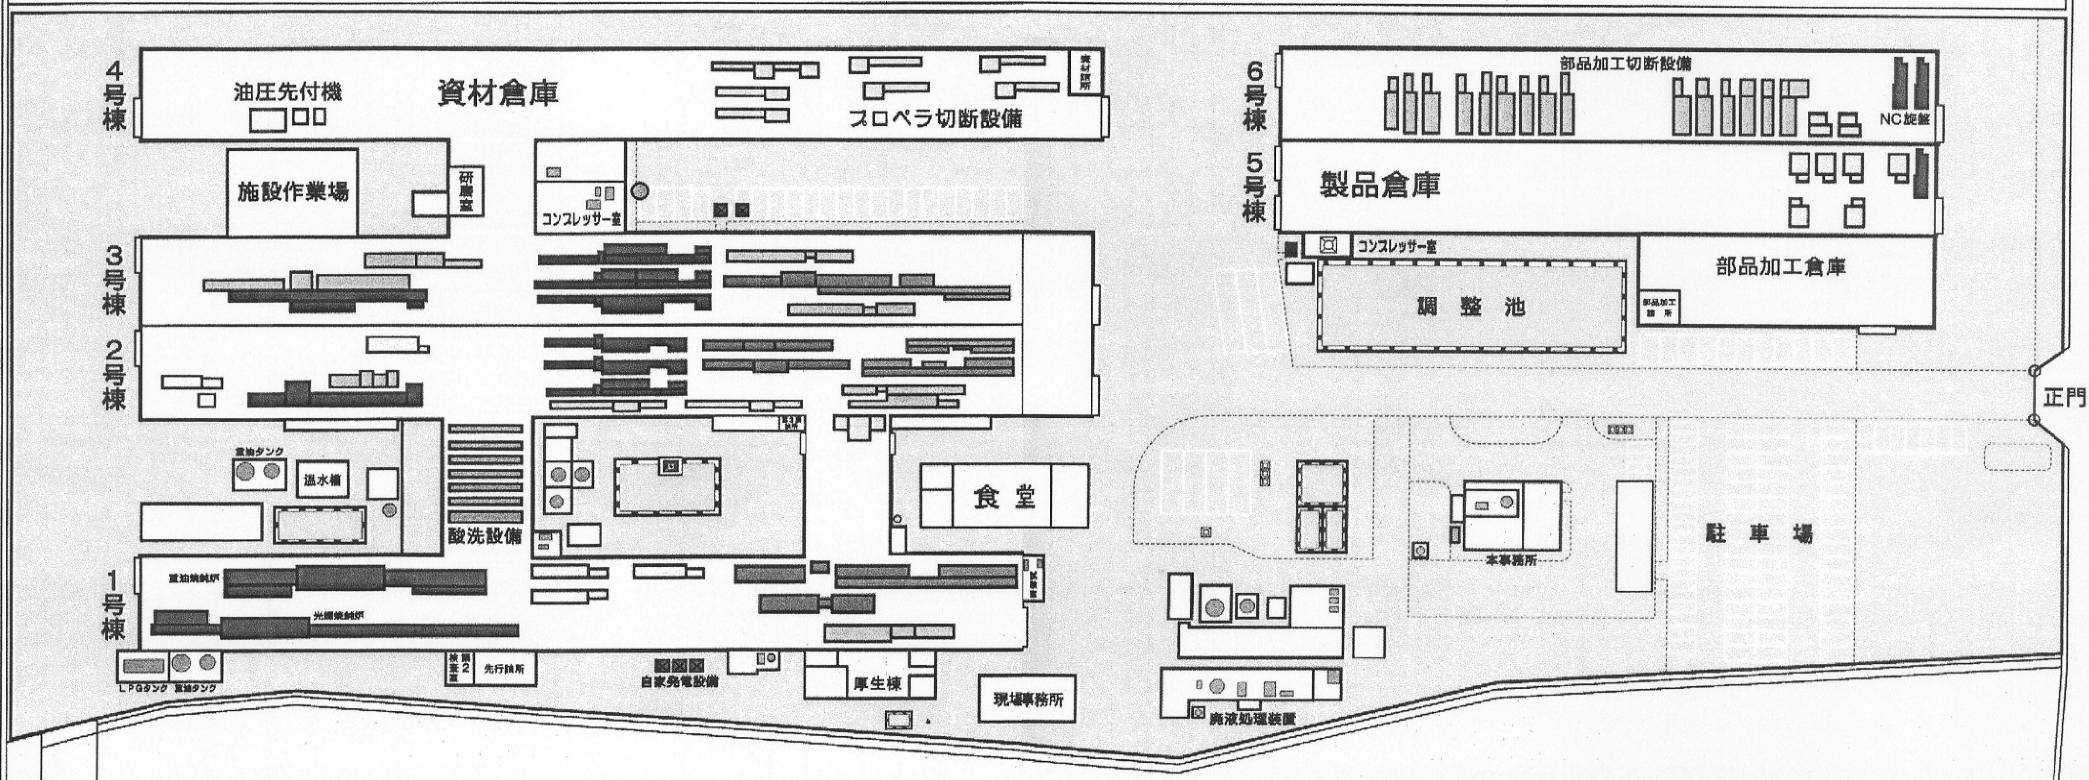 4号棟
油圧先付機
資材倉庫
プロペラ切断設備
資材詰所
6号棟
部品加工切断設備
NC旋盤
施設作業場
研磨室
コンプレッサー室
5号棟
製品倉庫
3号棟
コンプレッサー室
部品加工倉庫
調整池
部品加工
詰所
2号棟
正門
重油タンク
温水槽
酸洗設備
食堂
駐車場
本事務所
1号棟
重油焼鈍炉
光輝焼鈍炉
LPGタンク
重油タンク
第2
検査室
先行詰所
自家発電設備
厚生棟
現場事務所
廃液処理装置